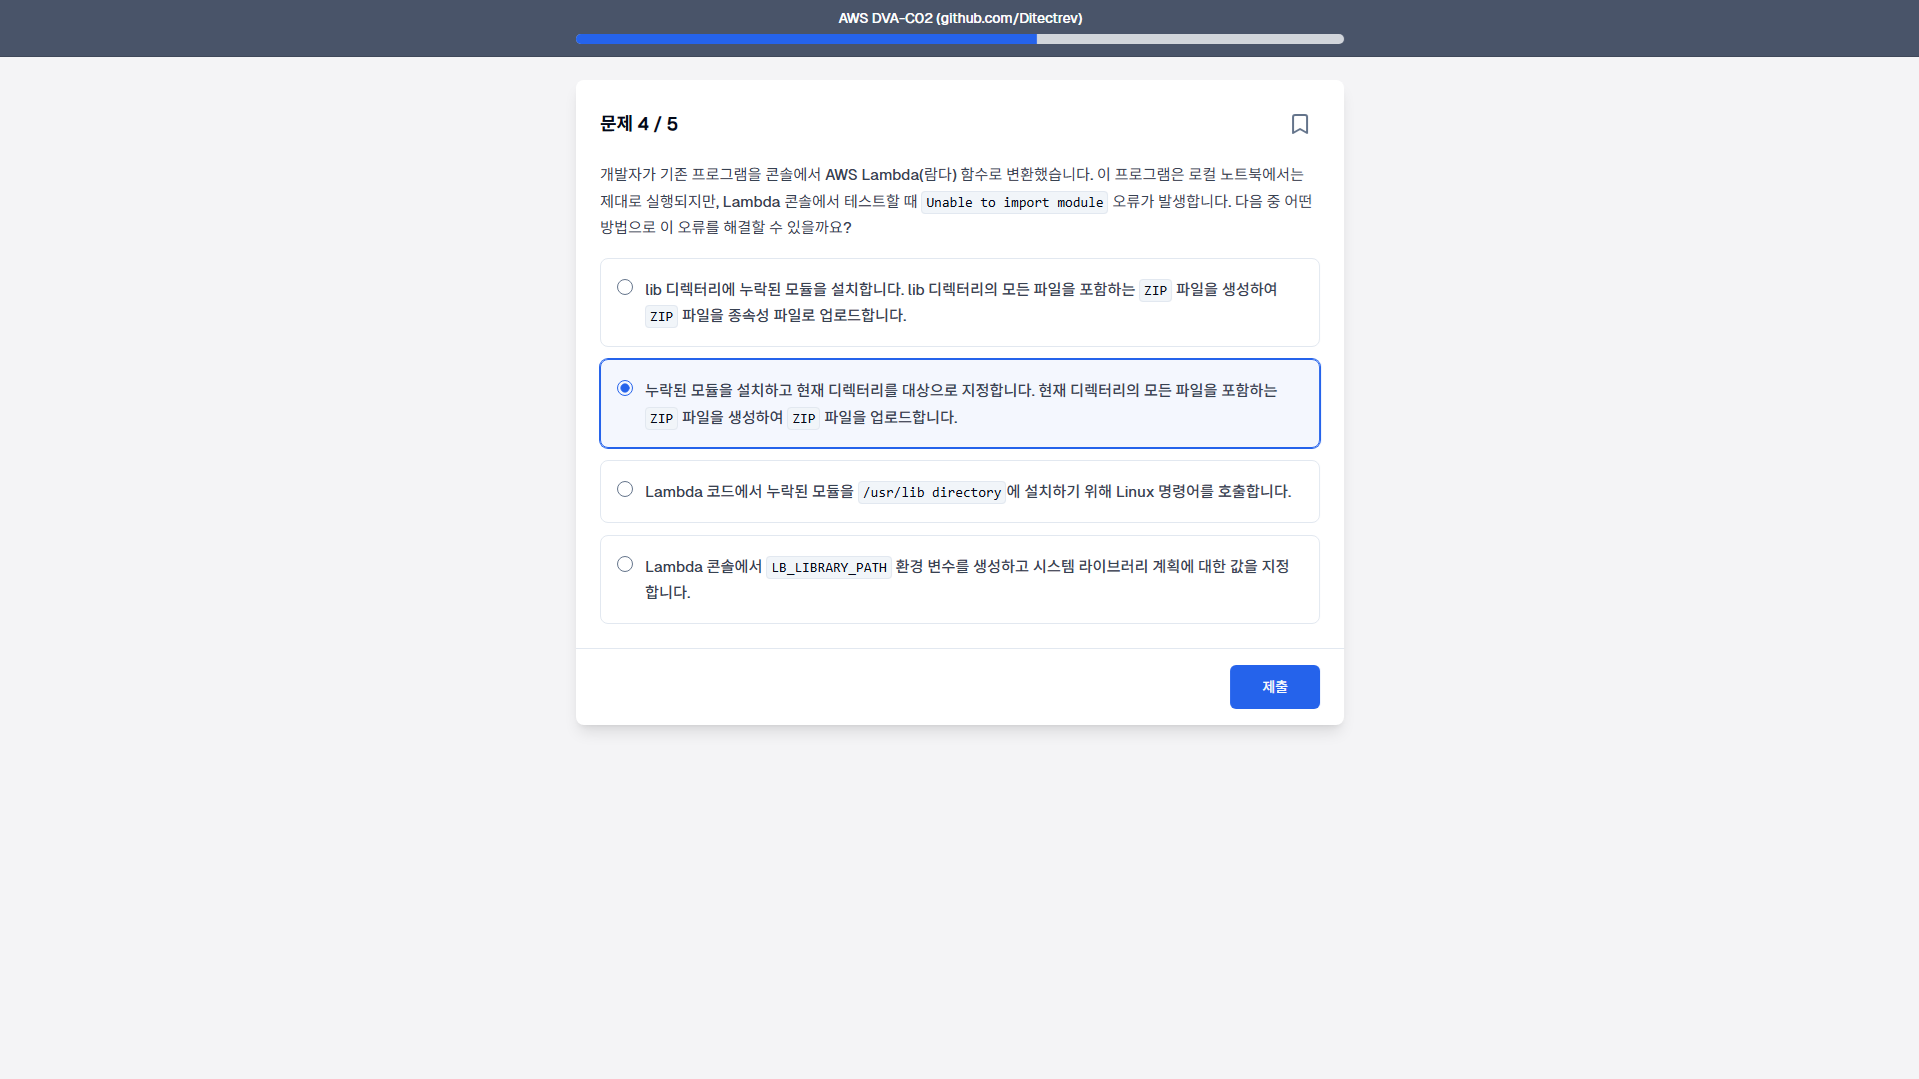 AWS DVA-C02 (github.com/Ditectrev)
문제 4 / 5
개발자가 기존 프로그램을 콘솔에서 AWS Lambda(람다) 함수로 변환했습니다. 이 프로그램은 로컬 노트북에서는
제대로 실행되지만, Lambda 콘솔에서 테스트할 때 Unable to import module 오류가 발생합니다. 다음 중 어떤
방법으로 이 오류를 해결할 수 있을까요?
lib 디렉터리에 누락된 모듈을 설치합니다. lib 디렉터리의 모든 파일을 포함하는 ZIP 파일을 생성하여
ZIP 파일을 종속성 파일로 업로드합니다.
누락된 모듈을 설치하고 현재 디렉터리를 대상으로 지정합니다. 현재 디렉터리의 모든 파일을 포함하는
ZIP 파일을 생성하여 ZIP 파일을 업로드합니다.
Lambda 코드에서 누락된 모듈을 /usr/lib directory에 설치하기 위해 Linux 명령어를 호출합니다.
Lambda 콘솔에서 LB_LIBRARY_PATH 환경 변수를 생성하고 시스템 라이브러리 계획에 대한 값을 지정
합니다.
제출